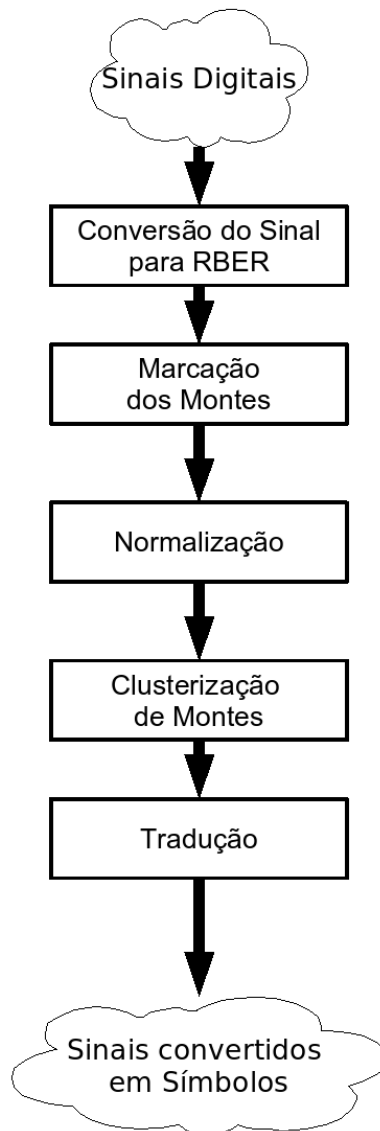 Sinais Digitais
Conversão do Sinal
para RBER
Marcação
dos Montes
Normalização
Clusterização
de Montes
Tradução
Sinais convertidos
em Símbolos